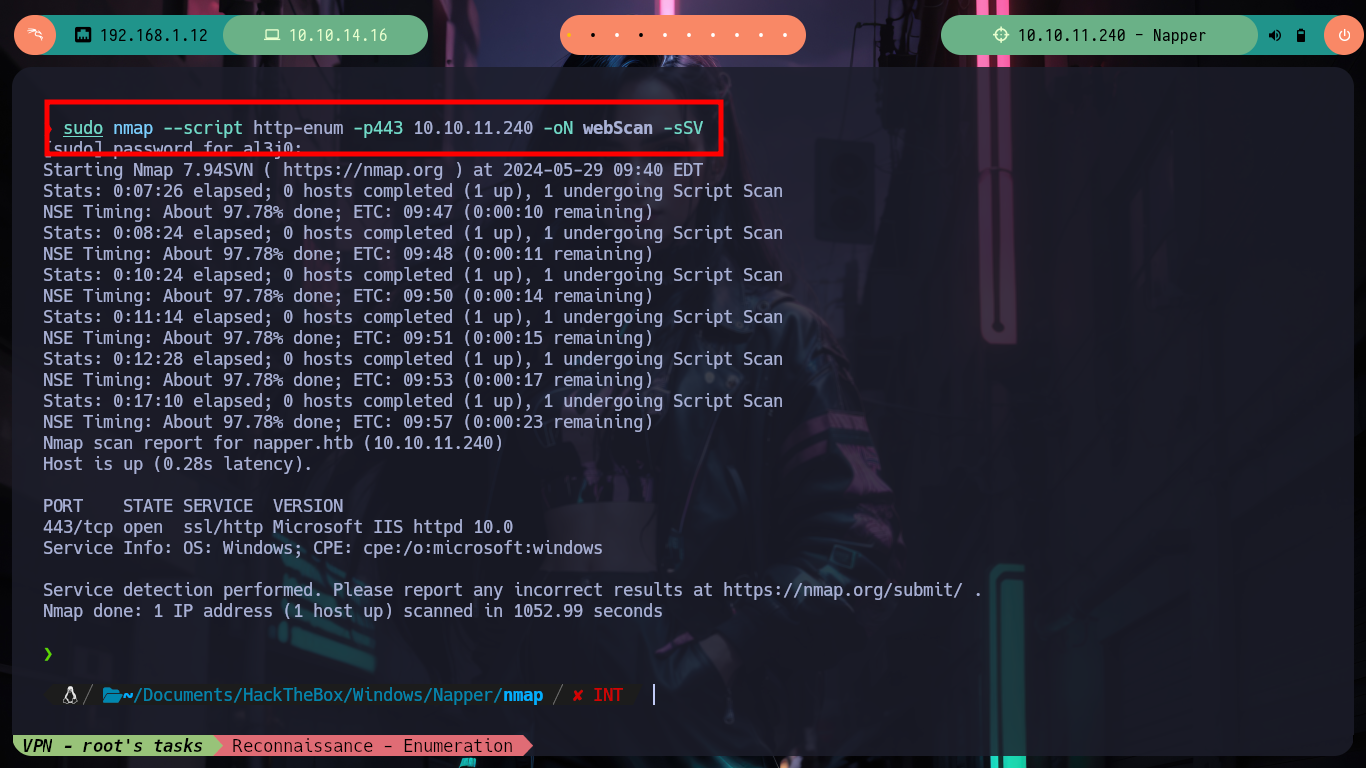 192.168.1.12
10.10.14.16
10.10.11.240 - Napper
sudo nmap --script http-enum -p443 10.10.11.240 -oN webScan -sSV
[sudo] password for al3j0:
Starting Nmap 7.94SVN ( https://nmap.org ) at 2024-05-29 09:40 EDT
Stats: 0:07:26 elapsed; 0 hosts completed (1 up), 1 undergoing Script Scan
NSE Timing: About 97.78% done; ETC: 09:47 (0:00:10 remaining)
Stats: 0:08:24 elapsed; 0 hosts completed (1 up), 1 undergoing Script Scan
NSE Timing: About 97.78% done; ETC: 09:48 (0:00:11 remaining)
Stats: 0:10:24 elapsed; 0 hosts completed (1 up), 1 undergoing Script Scan
NSE Timing: About 97.78% done; ETC: 09:50 (0:00:14 remaining)
Stats: 0:11:14 elapsed; 0 hosts completed (1 up), 1 undergoing Script Scan
NSE Timing: About 97.78% done; ETC: 09:51 (0:00:15 remaining)
Stats: 0:12:28 elapsed; 0 hosts completed (1 up), 1 undergoing Script Scan
NSE Timing: About 97.78% done; ETC: 09:53 (0:00:17 remaining)
Stats: 0:17:10 elapsed; 0 hosts completed (1 up), 1 undergoing Script Scan
NSE Timing: About 97.78% done; ETC: 09:57 (0:00:23 remaining)
Nmap scan report for napper.htb (10.10.11.240)
Host is up (0.28s latency).
PORT    STATE SERVICE  VERSION
443/tcp open  ssl/http Microsoft IIS httpd 10.0
Service Info: OS: Windows; CPE: cpe:/o:microsoft:windows
Service detection performed. Please report any incorrect results at https://nmap.org/submit/ .
Nmap done: 1 IP address (1 host up) scanned in 1052.99 seconds
❯
/ ~/Documents/HackTheBox/Windows/Napper/nmap / ✘ INT
VPN - root's tasks
Reconnaissance - Enumeration